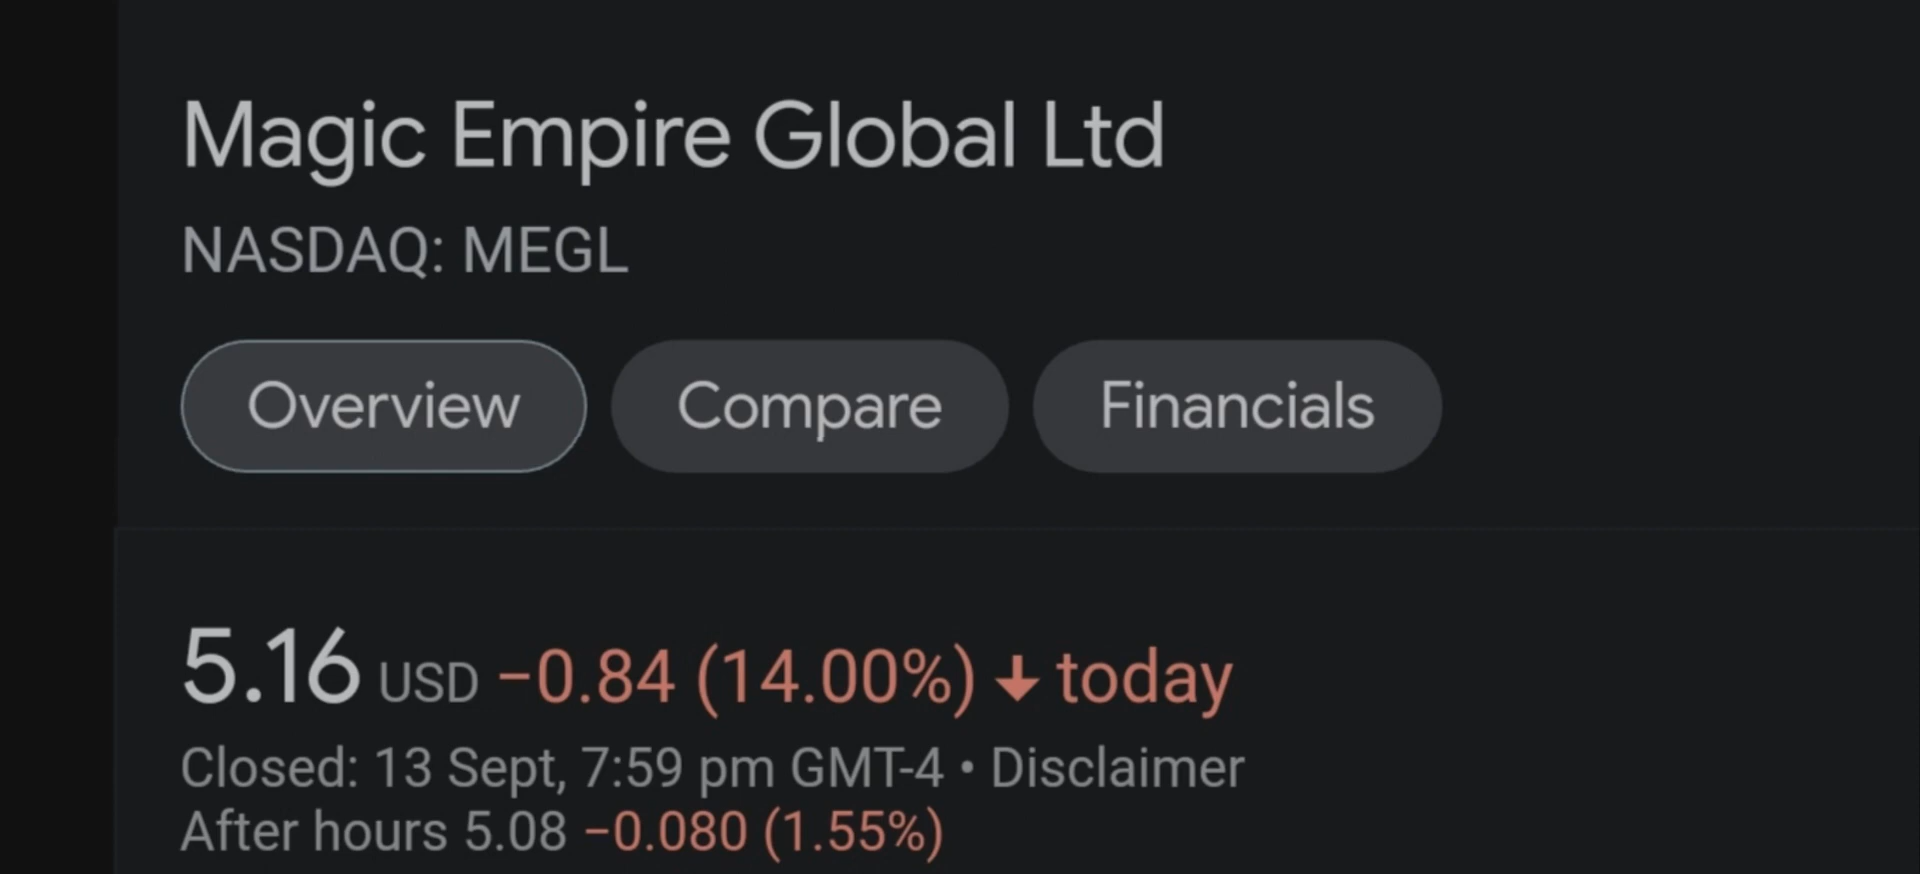 Magic Empire Global Ltd
NASDAQ: MEGL
Overview Compare Financials
5.16 USD −0.84 (14.00%) ↓ today
Closed: 13 Sept, 7:59 pm GMT-4 • Disclaimer
After hours 5.08 −0.080 (1.55%)